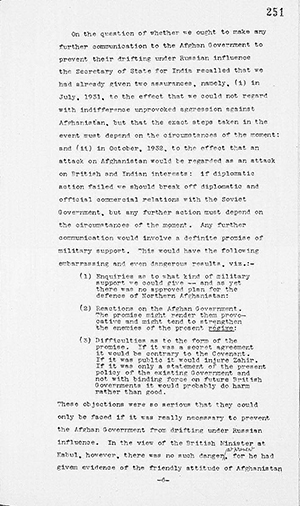 251
On the question of whether we ought to make any
further communication to the Afghan Government to
prevent their drifting under Russian influence
the Secretary of State for India recalled that we
had already given two assurances, namely, (i) in
July, 1931, to the effect that we could not regard
with indifference unprovoked aggression against
Afghanistan, but that the exact steps taken in the
event must depend on the circumstances of the moment:
and (ii) in October, 1932, to the effect that an
attack on Afghanistan would be regarded as an attack
on British and Indian interests: if diplomatic
action failed we should break off diplomatic and
official commercial relations with the Soviet
Government, but any further action must depend on
the circumstances of the moment. Any further
communication would involve a definite promise of
military support. This would have the following
embarrassing and even dangerous results, viz.:-
(1) Enquiries as to what kind of military
support we could give -- and as yet
there was no approved plan for the
defence of Northern Afghanistan:
(2) Reactions on the Afghan Government.
The promise might render them provo-
cative and might tend to strengthen
the enemies of the present régime:
(3) Difficulties as to the form of the
promise. If it was a secret agreement
it would be contrary to the Covenant.
If it was public it would injure Zahir.
If it was only a statement of the present
policy of the existing Government and
not with binding force on future British
Governments it would probably do harm
rather than good.
These objections were so serious that they could
only be faced if it was really necessary to prevent
the Afghan Government from drifting under Russian
influence. In the view of the British Minister at
Kabul, however, there was no such danger, for he had
given evidence of the friendly attitude of Afghanistan
-6-